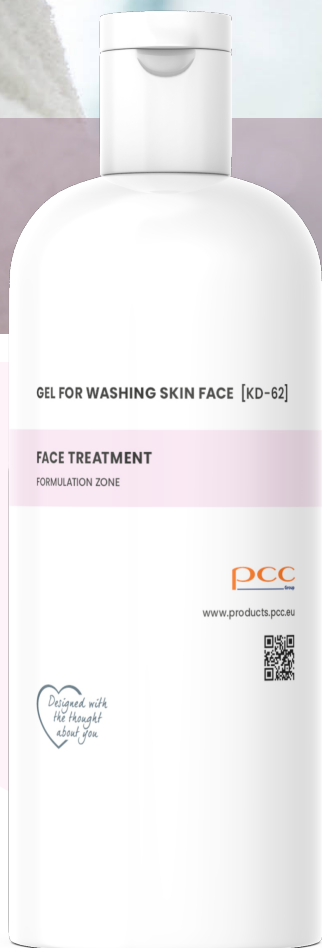 GEL FOR WASHING SKIN FACE [KD-62]
FACE TREATMENT
FORMULATION ZONE
pcc
Group
www.products.pcc.eu
Designed with
the thought
about you